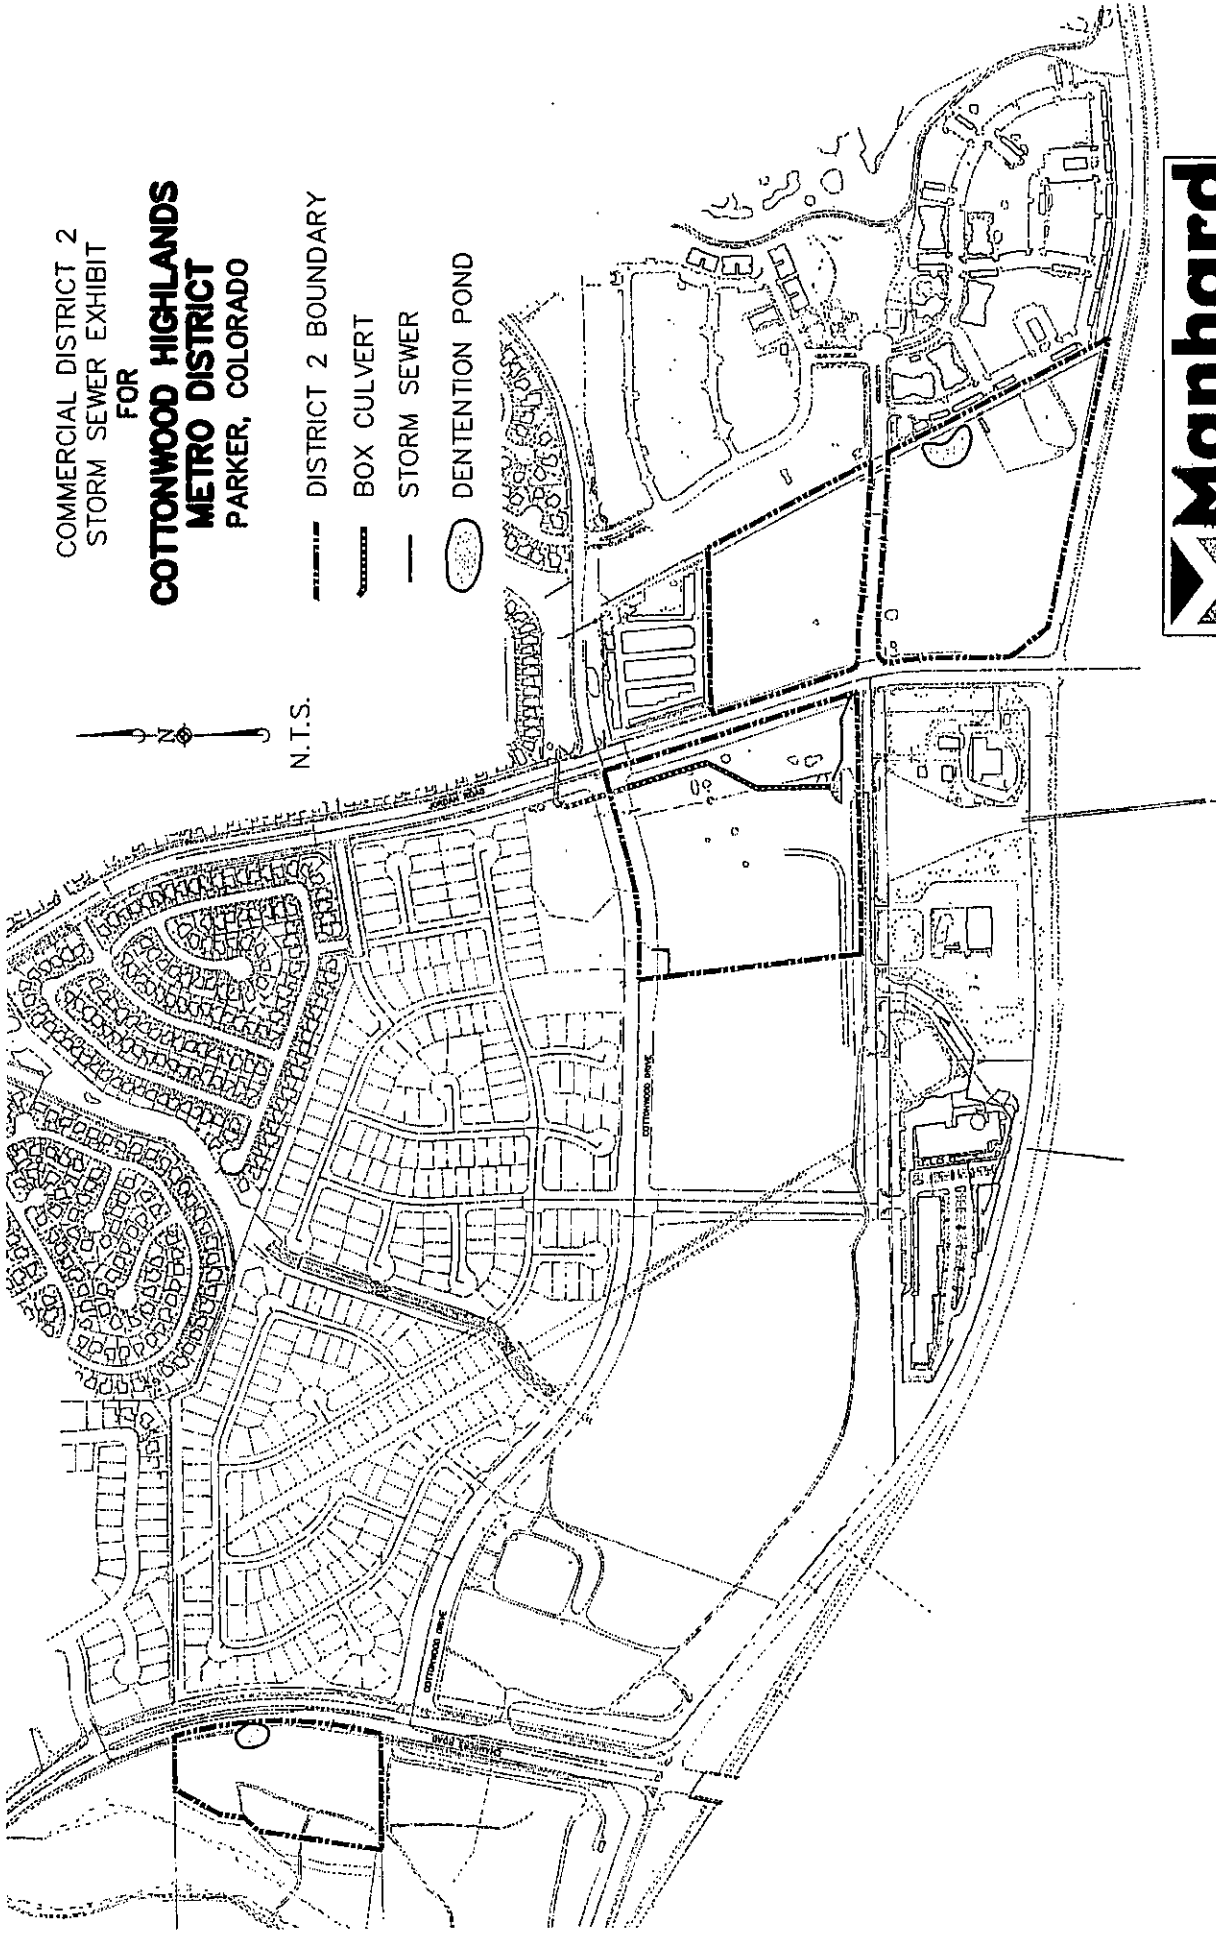 COMMERCIAL DISTRICT 2
STORM SEWER EXHIBIT
FOR
COTTONWOOD HIGHLANDS
METRO DISTRICT
PARKER, COLORADO
N
N.T.S.
DISTRICT 2 BOUNDARY
BOX CULVERT
STORM SEWER
DENTENTION POND
JORDAN ROAD
COTTONWOOD DRIVE
COTTONWOOD DRIVE
CHAMBERS ROAD
Manhard